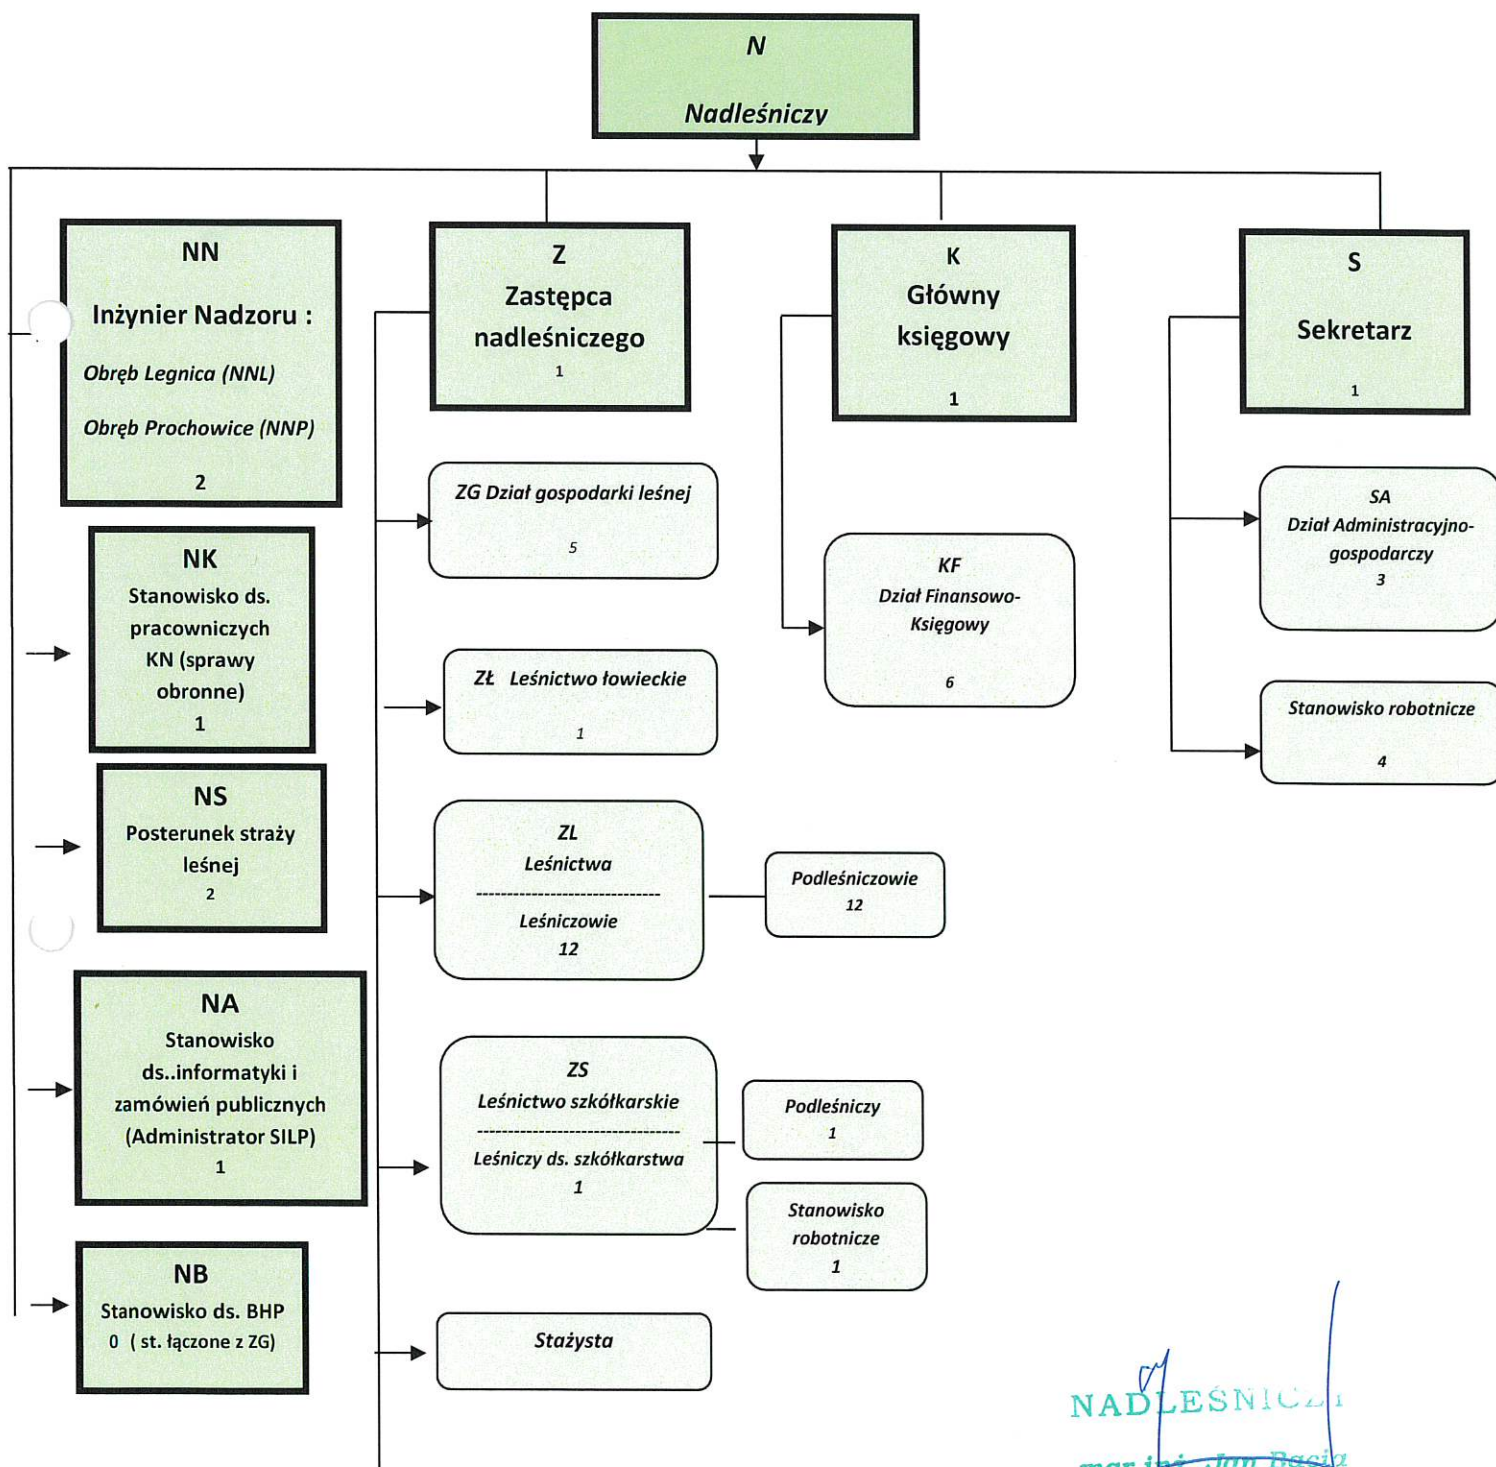 N
Nadleśniczy
NN
Inżynier Nadzoru :
Obręb Legnica (NNL)
Obręb Prochowice (NNP)
2
NK
Stanowisko ds.
pracowniczych
KN (sprawy
obronne)
1
NS
Posterunek straży
leśnej
2
NA
Stanowisko
ds..informatyki i
zamówień publicznych
(Administrator SILP)
1
NB
Stanowisko ds. BHP
0 ( st. łączone z ZG)
Z
Zastępca
nadleśniczego
1
ZG Dział gospodarki leśnej
5
ZŁ Leśnictwo łowieckie
1
ZL
Leśnictwa
-------------------------------
Leśniczowie
12
Podleśniczowie
12
ZS
Leśnictwo szkółkarskie
----------------------------------
Leśniczy ds. szkółkarstwa
1
Podleśniczy
1
Stanowisko
robotnicze
1
Stażysta
K
Główny
księgowy
1
KF
Dział Finansowo-
Księgowy
6
S
Sekretarz
1
SA
Dział Administracyjno-
gospodarczy
3
Stanowisko robotnicze
4
NADLEŚNICZY
mgr inż. Jan